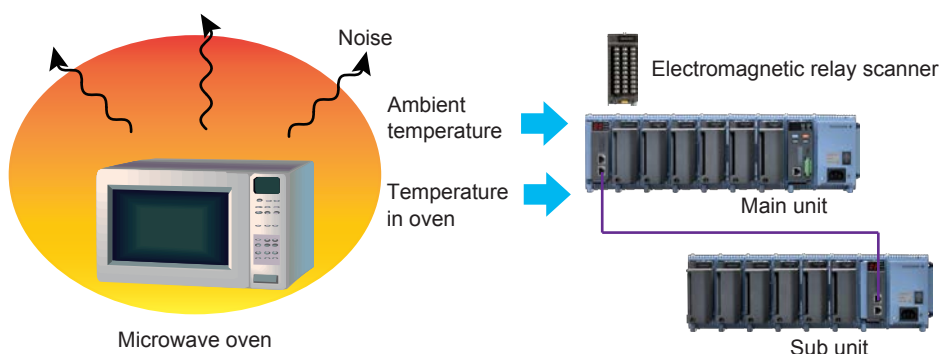 Noise
Electromagnetic relay scanner
Ambient
temperature
Temperature
in oven
Main unit
Microwave oven
Sub unit